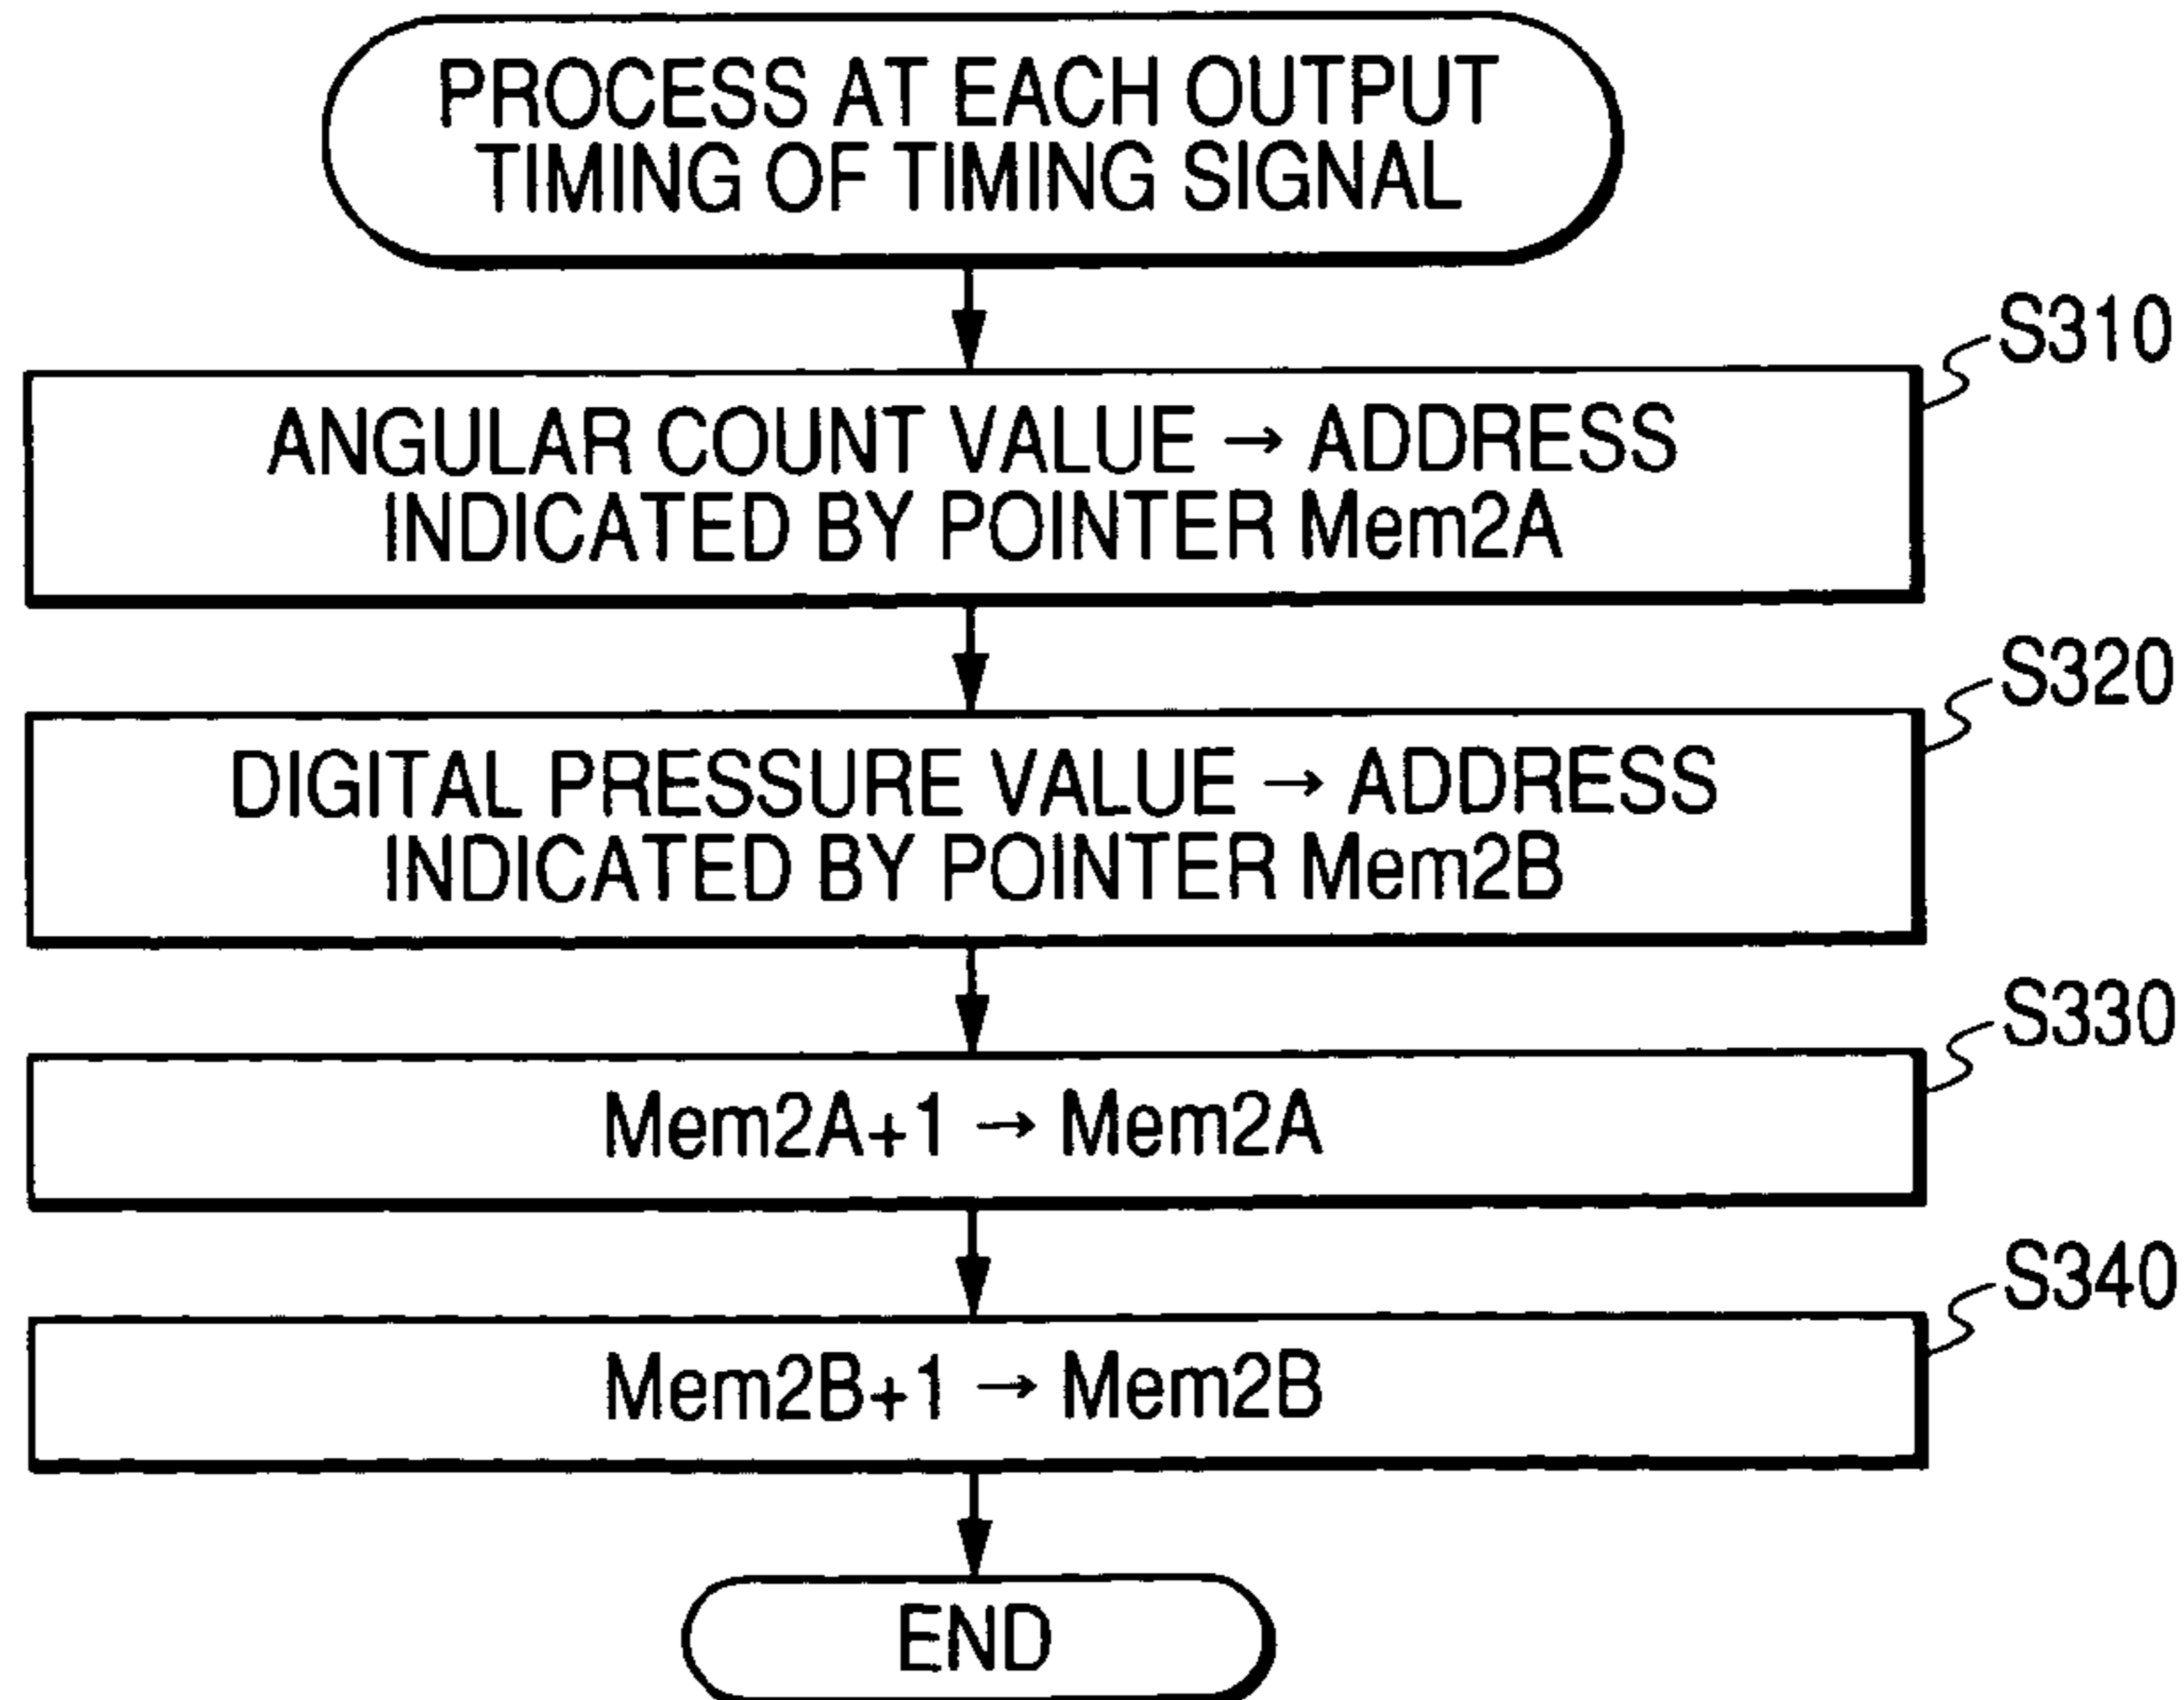 PROCESS AT EACH OUTPUT
TIMING OF TIMING SIGNAL
S310
ANGULAR COUNT VALUE → ADDRESS
INDICATED BY POINTER Mem2A
S320
DIGITAL PRESSURE VALUE → ADDRESS
INDICATED BY POINTER Mem2B
S330
Mem2A+1 → Mem2A
S340
Mem2B+1 → Mem2B
END